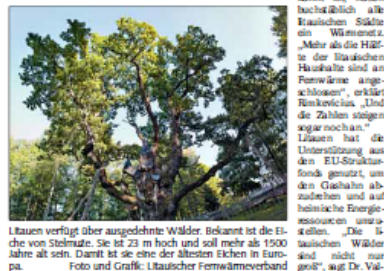 buchstäblich alle
litauischen Städte
ein Wärmenetz.
„Mehr als die Hälf-
te der litauischen
Haushalte sind an
Fernwärme ange-
schlossen“, erklärt
Rimkevicius. „Und
die Zahlen steigen
sogar noch an.“
Litauen hat die
Unterstützung aus
den EU-Struktur-
fonds genutzt, um
den Gashahn ab-
zudrehen und auf
heimische Energie-
ressourcen umzu-
stellen. „Die li-
tauischen Wälder
sind nicht nur
groß“, sagt Dr. Val-
Litauen verfügt über ausgedehnte Wälder. Bekannt ist die Ei-
che von Stelmuže. Sie ist 23 m hoch und soll mehr als 1500
Jahre alt sein. Damit ist sie eine der ältesten Eichen in Euro-
pa. Foto und Grafik: Litauischer Fernwärmeverband